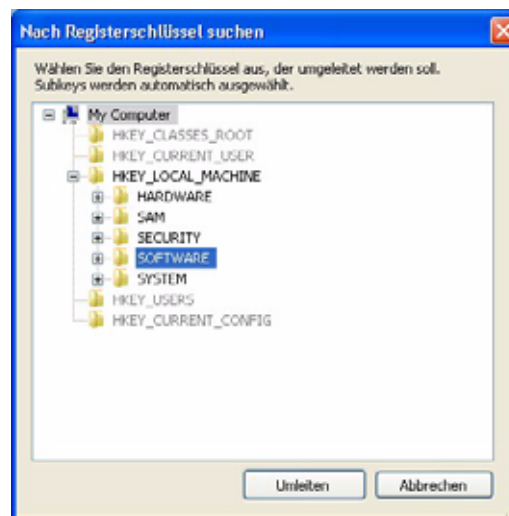 Nach Registerschlüssel suchen
Wählen Sie den Registerschlüssel aus, der umgeleitet werden soll.
Subkeys werden automatisch ausgewählt.
My Computer
HKEY_CLASSES_ROOT
HKEY_CURRENT_USER
HKEY_LOCAL_MACHINE
HARDWARE
SAM
SECURITY
SOFTWARE
SYSTEM
HKEY_USERS
HKEY_CURRENT_CONFIG
Umleiten Abbrechen